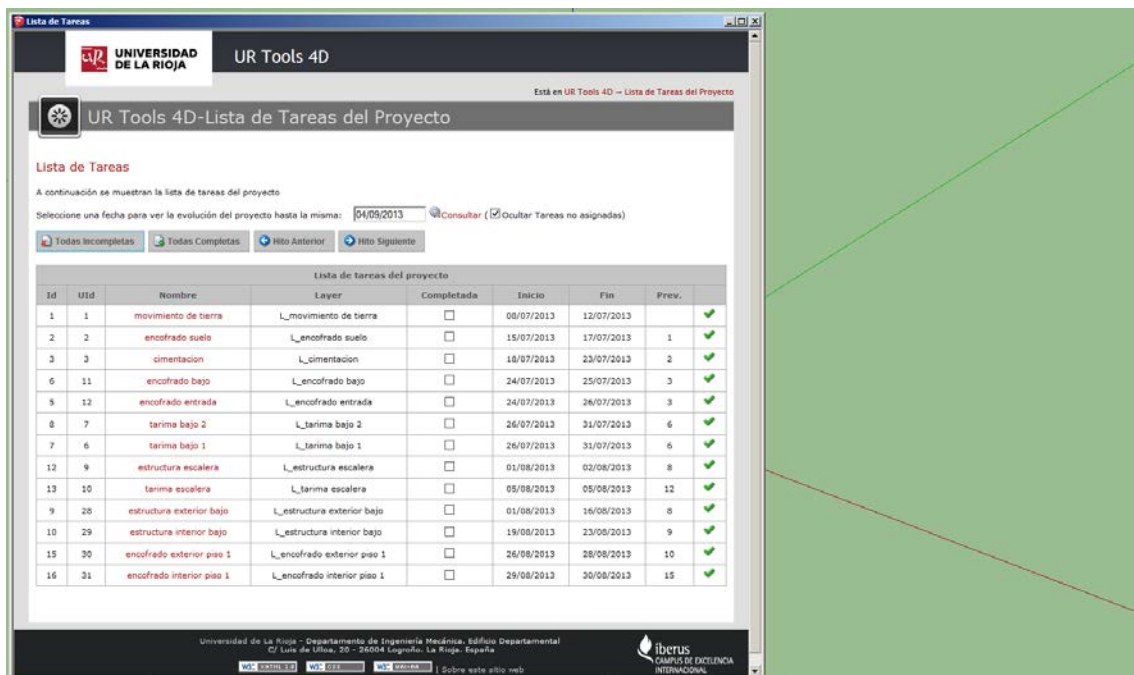 Lista de Tareas
UNIVERSIDAD
DE LA RIOJA
UR Tools 4D
Está en UR Tools 4D → Lista de Tareas del Proyecto
UR Tools 4D-Lista de Tareas del Proyecto
Lista de Tareas
A continuación se muestran la lista de tareas del proyecto
Seleccione una fecha para ver la evolución del proyecto hasta la misma: 04/09/2013 Consultar ( Ocultar Tareas no asignadas)
Todas Incompletas Todas Completas Hito Anterior Hito Siguiente
Lista de tareas del proyecto
Id UId Nombre Layer Completada Inicio Fin Prev.
1 1 movimiento de tierra L_movimiento de tierra 08/07/2013 12/07/2013
2 2 encofrado suelo L_encofrado suelo 15/07/2013 17/07/2013 1
3 3 cimentacion L_cimentacion 18/07/2013 23/07/2013 2
6 11 encofrado bajo L_encofrado bajo 24/07/2013 25/07/2013 3
5 12 encofrado entrada L_encofrado entrada 24/07/2013 26/07/2013 3
8 7 tarima bajo 2 L_tarima bajo 2 26/07/2013 31/07/2013 6
7 6 tarima bajo 1 L_tarima bajo 1 26/07/2013 31/07/2013 6
12 9 estructura escalera L_estructura escalera 01/08/2013 02/08/2013 8
13 10 tarima escalera L_tarima escalera 05/08/2013 05/08/2013 12
9 28 estructura exterior bajo L_estructura exterior bajo 01/08/2013 16/08/2013 8
10 29 estructura interior bajo L_estructura interior bajo 19/08/2013 23/08/2013 9
15 30 encofrado exterior piso 1 L_encofrado exterior piso 1 26/08/2013 28/08/2013 10
16 31 encofrado interior piso 1 L_encofrado interior piso 1 29/08/2013 30/08/2013 15
Universidad de La Rioja - Departamento de Ingeniería Mecánica. Edificio Departamental
C/ Luis de Ulloa, 20 - 26004 Logroño. La Rioja. España
W3C XHTML 1.0 W3C CSS W3C WAI-AA | Sobre este sitio web
iberus
CAMPUS DE EXCELENCIA
INTERNACIONAL